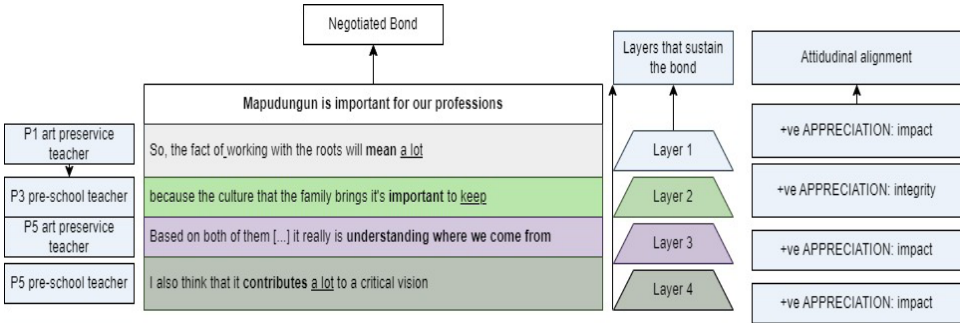 Negotiated Bond
Layers that sustain
the bond
Attidudinal alignment
Mapudungun is important for our professions
P1 art preservice
teacher
So, the fact of working with the roots will mean a lot
Layer 1
+ve APPRECIATION: impact
P3 pre-school teacher
because the culture that the family brings it's important to keep
Layer 2
+ve APPRECIATION: integrity
P5 art preservice
teacher
Based on both of them [...] it really is understanding where we come from
Layer 3
+ve APPRECIATION: impact
P5 pre-school teacher
I also think that it contributes a lot to a critical vision
Layer 4
+ve APPRECIATION: impact